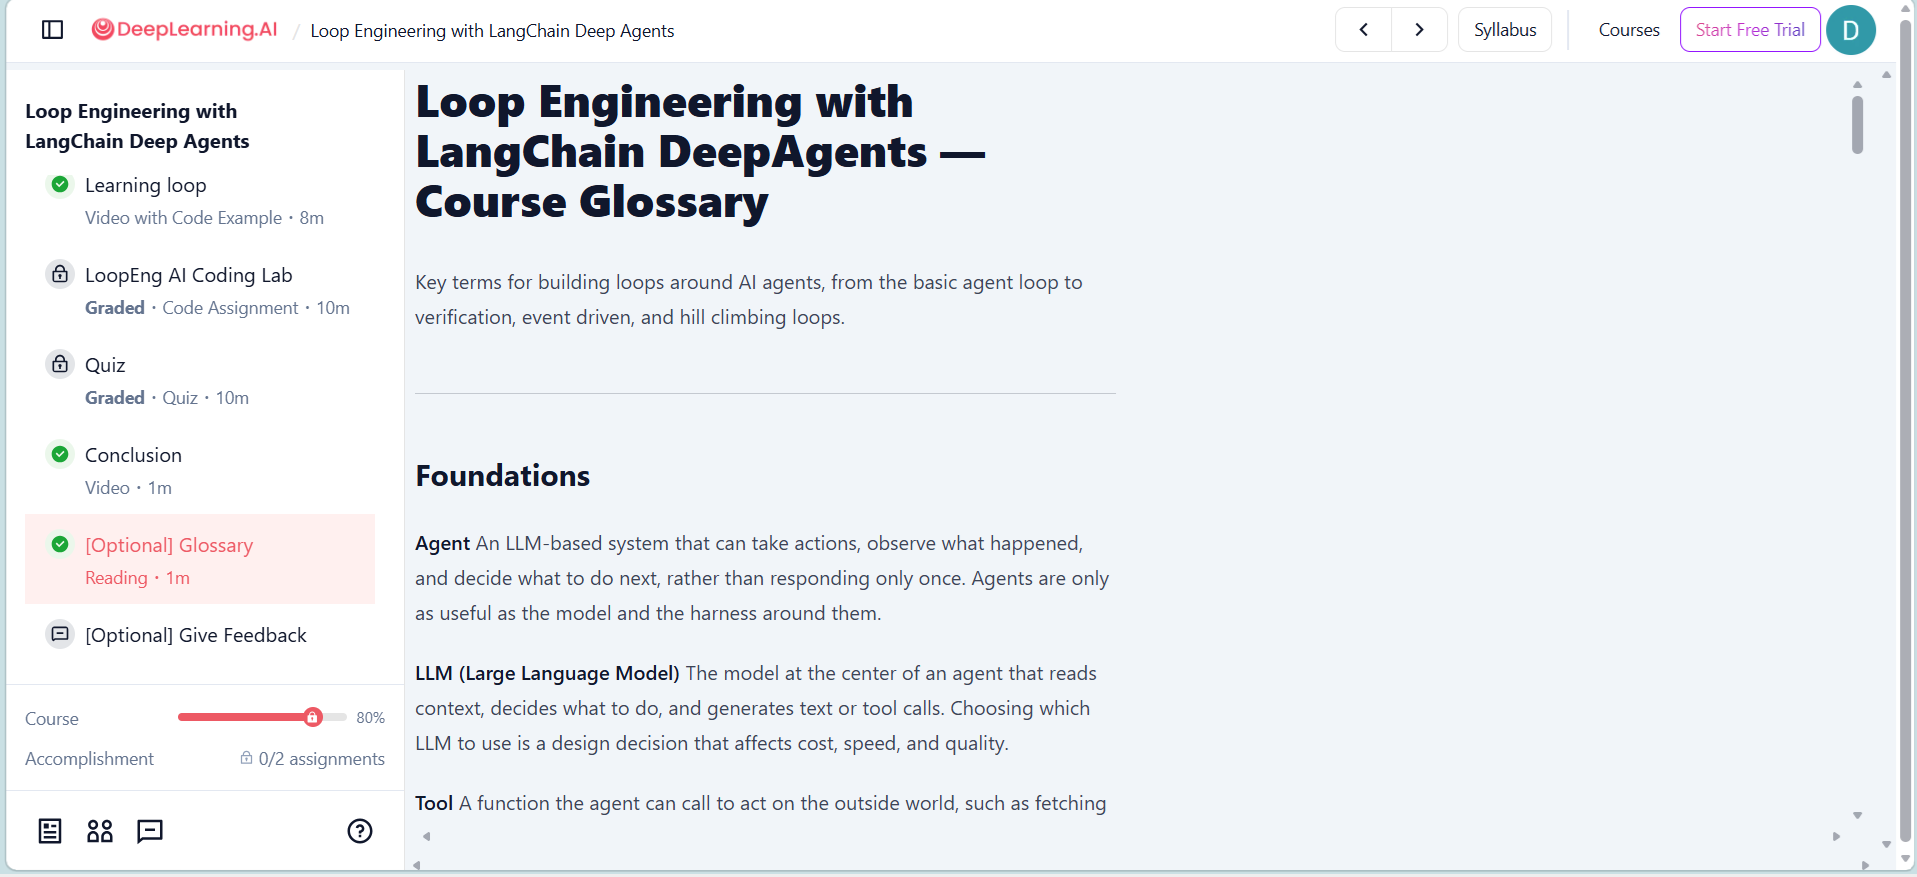 DeepLearning.AI / Loop Engineering with LangChain Deep Agents
Syllabus
Courses
Start Free Trial
D
Loop Engineering with
LangChain Deep Agents
Learning loop
Video with Code Example · 8m
LoopEng AI Coding Lab
Graded · Code Assignment · 10m
Quiz
Graded · Quiz · 10m
Conclusion
Video · 1m
[Optional] Glossary
Reading · 1m
[Optional] Give Feedback
Course
80%
Accomplishment
0/2 assignments
Loop Engineering with
LangChain DeepAgents —
Course Glossary
Key terms for building loops around AI agents, from the basic agent loop to
verification, event driven, and hill climbing loops.
Foundations
Agent An LLM-based system that can take actions, observe what happened,
and decide what to do next, rather than responding only once. Agents are only
as useful as the model and the harness around them.
LLM (Large Language Model) The model at the center of an agent that reads
context, decides what to do, and generates text or tool calls. Choosing which
LLM to use is a design decision that affects cost, speed, and quality.
Tool A function the agent can call to act on the outside world, such as fetching